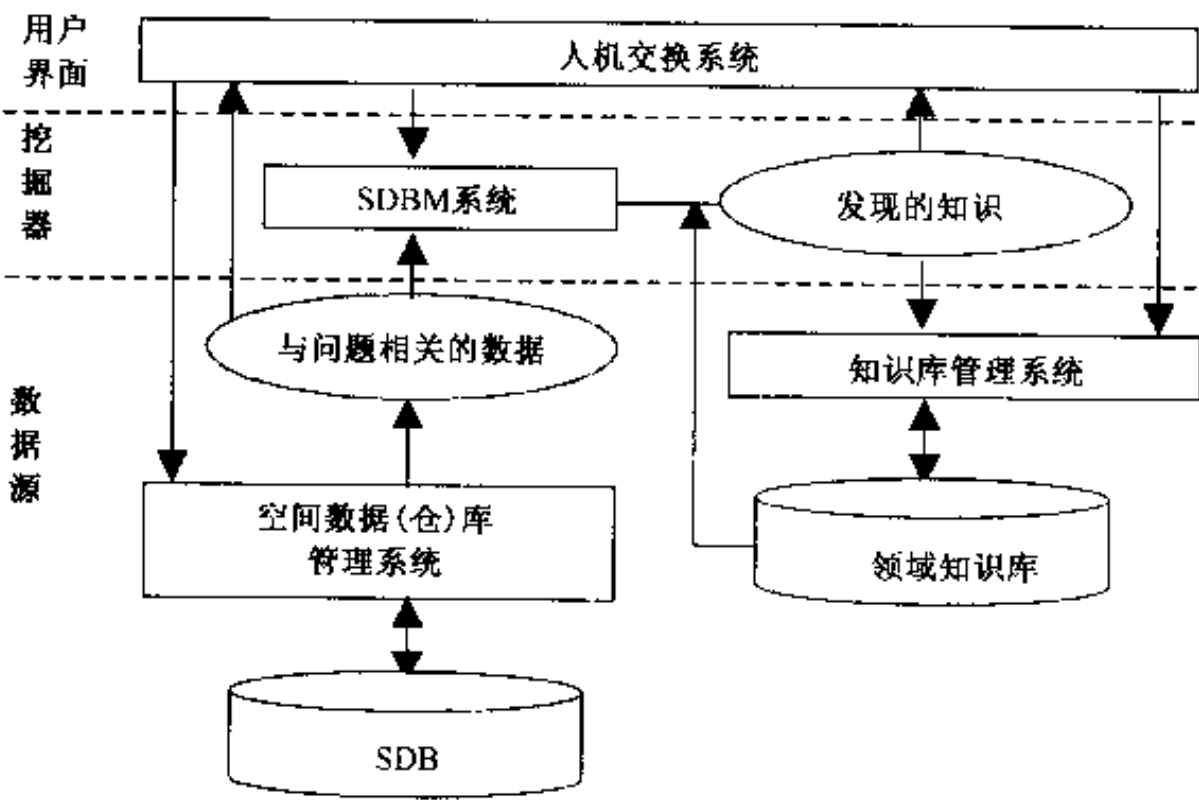 用户
界面
人机交换系统
挖
掘
器
SDBM系统
发现的知识
与问题相关的数据
知识库管理系统
数
据
源
空间数据(仓)库
管理系统
领域知识库
SDB